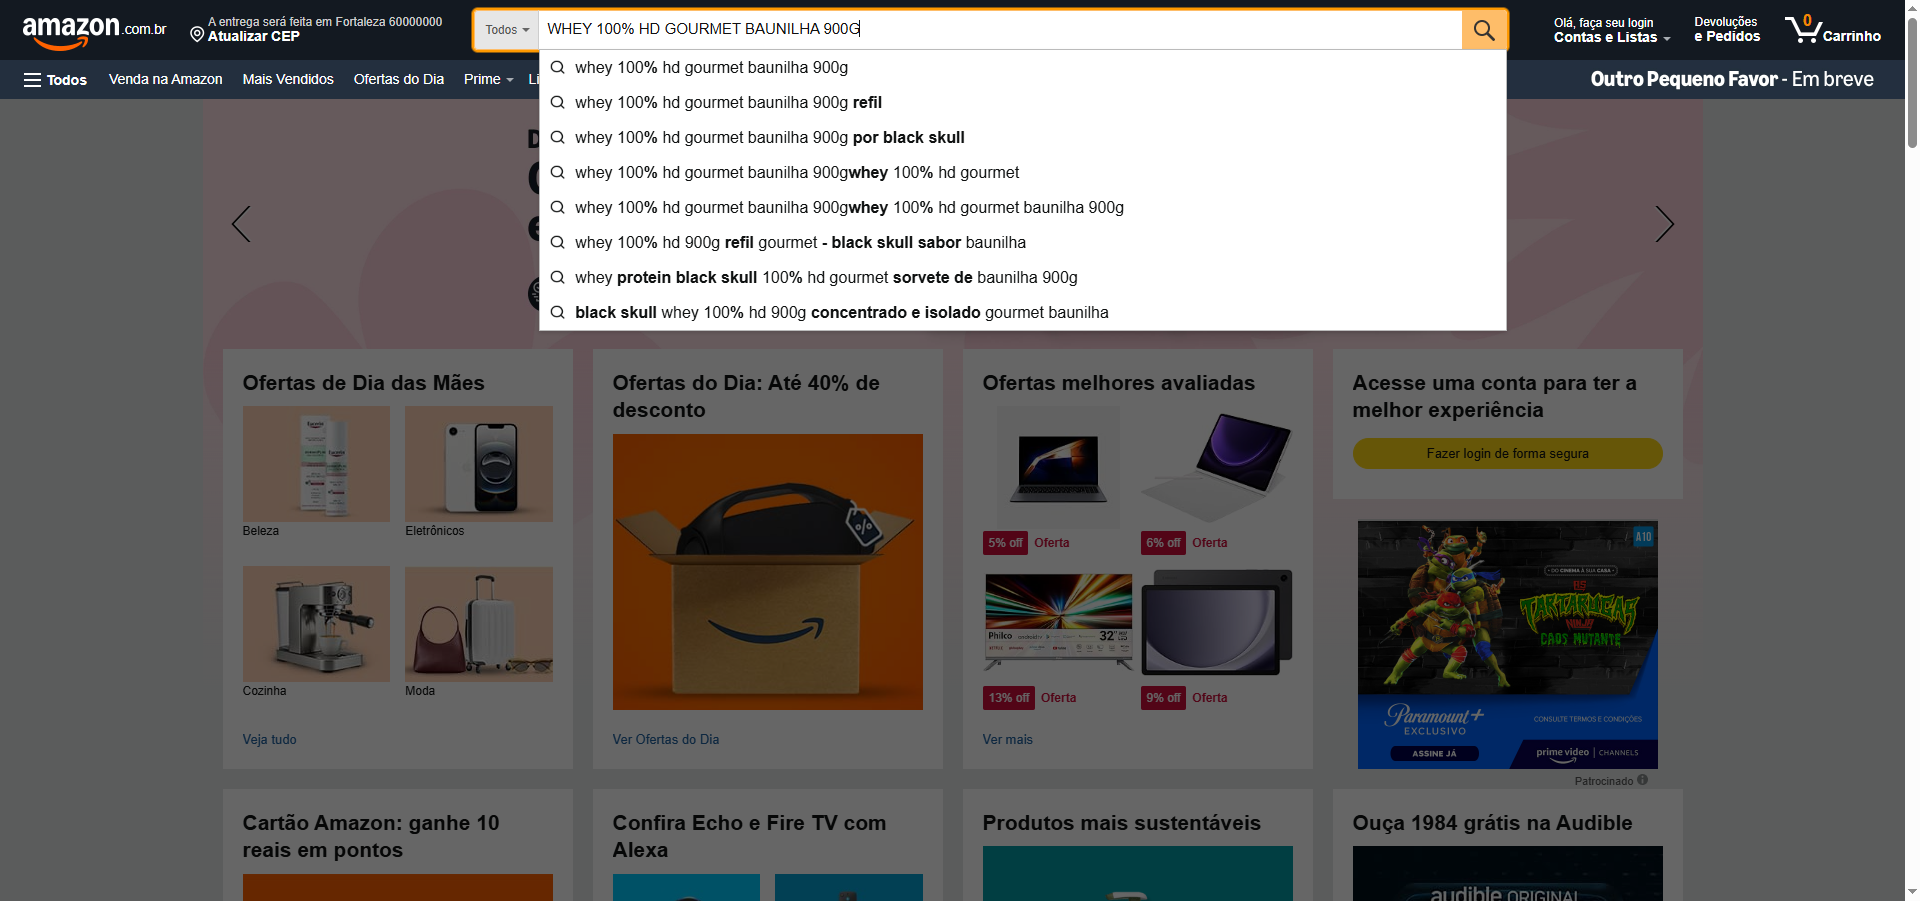 amazon.com.br
A entrega será feita em Fortaleza 60000000
Atualizar CEP
Todos
WHEY 100% HD GOURMET BAUNILHA 900G
Olá, faça seu login
Contas e Listas
Devoluções
e Pedidos
0
Carrinho
Todos
Venda na Amazon
Mais Vendidos
Ofertas do Dia
Prime
Li
Outro Pequeno Favor - Em breve
whey 100% hd gourmet baunilha 900g
whey 100% hd gourmet baunilha 900g refil
whey 100% hd gourmet baunilha 900g por black skull
whey 100% hd gourmet baunilha 900gwhey 100% hd gourmet
whey 100% hd gourmet baunilha 900gwhey 100% hd gourmet baunilha 900g
whey 100% hd 900g refil gourmet - black skull sabor baunilha
whey protein black skull 100% hd gourmet sorvete de baunilha 900g
black skull whey 100% hd 900g concentrado e isolado gourmet baunilha
Ofertas de Dia das Mães
Beleza
Eletrônicos
Cozinha
Moda
Veja tudo
Ofertas do Dia: Até 40% de
desconto
%
Ver Ofertas do Dia
Ofertas melhores avaliadas
5% off Oferta
6% off Oferta
Philco
32"
13% off Oferta
9% off Oferta
Ver mais
Acesse uma conta para ter a
melhor experiência
Fazer login de forma segura
A10
DO CINEMA À SUA CASA
AS
TARTARUGAS
NINJA
CAOS MUTANTE
Paramount+
EXCLUSIVO
ASSINE JÁ
CONSULTE TERMOS E CONDIÇÕES
prime video | CHANNELS
Patrocinado
Cartão Amazon: ganhe 10
reais em pontos
Confira Echo e Fire TV com
Alexa
Produtos mais sustentáveis
Ouça 1984 grátis na Audible
audible ORIGINAL